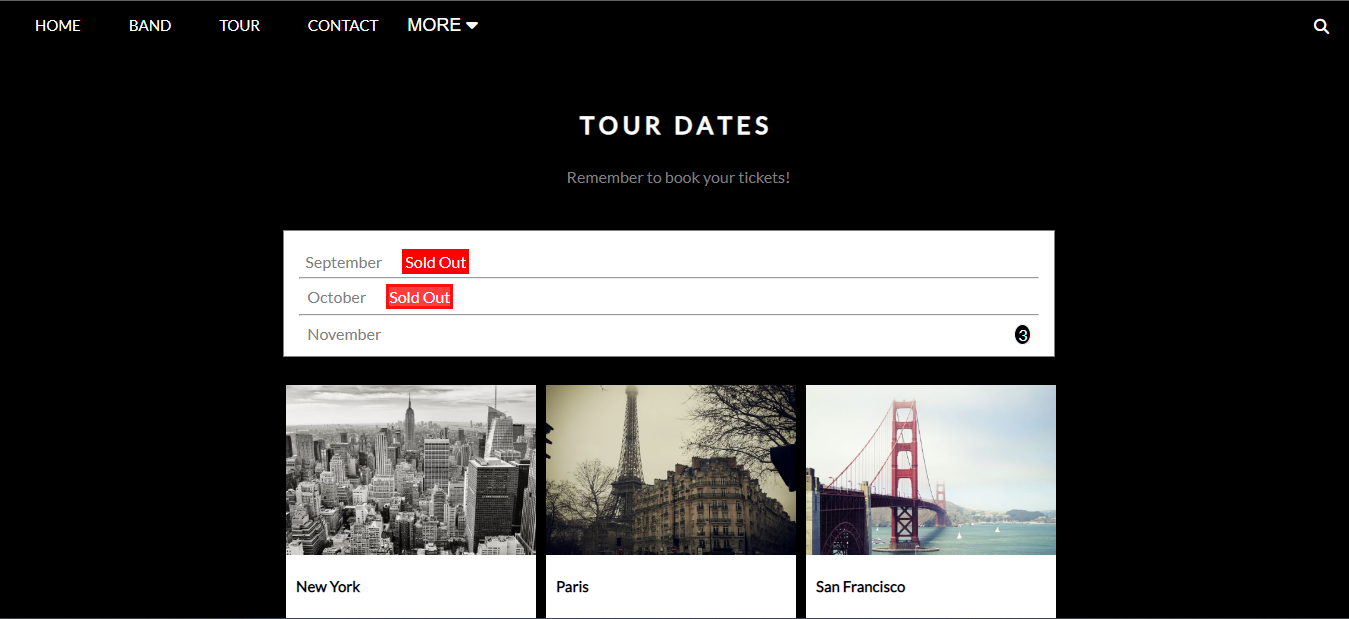 HOME BAND TOUR CONTACT MORE
TOUR DATES
Remember to book your tickets!
September Sold Out
October Sold Out
November 3
New York Paris San Francisco